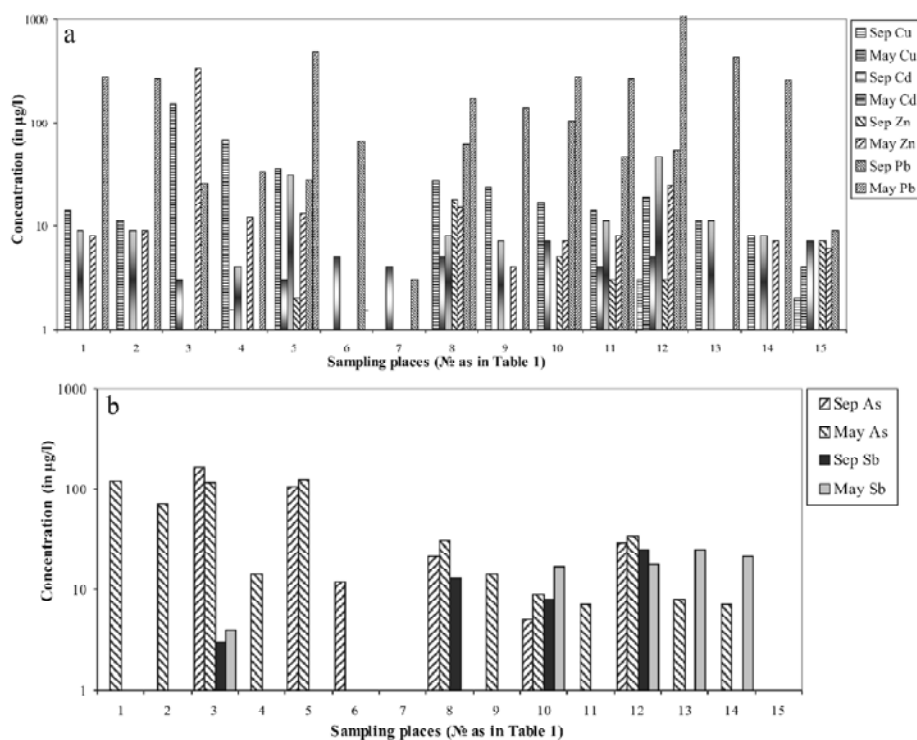 a
1000
100
10
1
Concentration (in µg/l)
1 2 3 4 5 6 7 8 9 10 11 12 13 14 15
Sampling places (№ as in Table 1)
Sep Cu
May Cu
Sep Cd
May Cd
Sep Zn
May Zn
Sep Pb
May Pb
b
1000
100
10
1
Concentration (in µg/l)
1 2 3 4 5 6 7 8 9 10 11 12 13 14 15
Sampling places (№ as in Table 1)
Sep As
May As
Sep Sb
May Sb